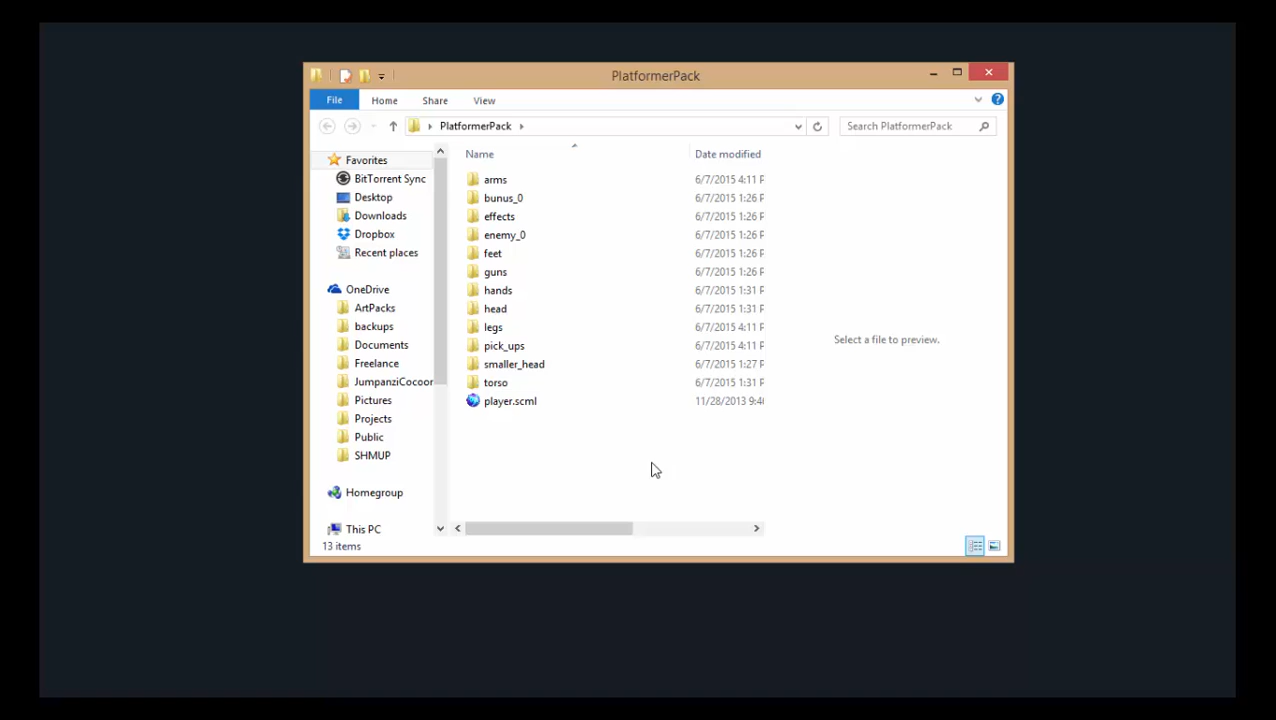 PlatformerPack
File Home Share View
PlatformerPack
Search PlatformerPack
Name Date modified
Favorites
BitTorrent Sync
Desktop
Downloads
Dropbox
Recent places
OneDrive
ArtPacks
backups
Documents
Freelance
JumpanziCocoon
Pictures
Projects
Public
SHMUP
Homegroup
This PC
arms 6/7/2015 4:11 P
bunus_0 6/7/2015 1:26 P
effects 6/7/2015 1:26 P
enemy_0 6/7/2015 1:26 P
feet 6/7/2015 1:26 P
guns 6/7/2015 1:26 P
hands 6/7/2015 1:31 P
head 6/7/2015 1:31 P
legs 6/7/2015 4:11 P
pick_ups 6/7/2015 4:11 P
smaller_head 6/7/2015 1:27 P
torso 6/7/2015 1:31 P
player.scml 11/28/2013 9:4
Select a file to preview.
13 items